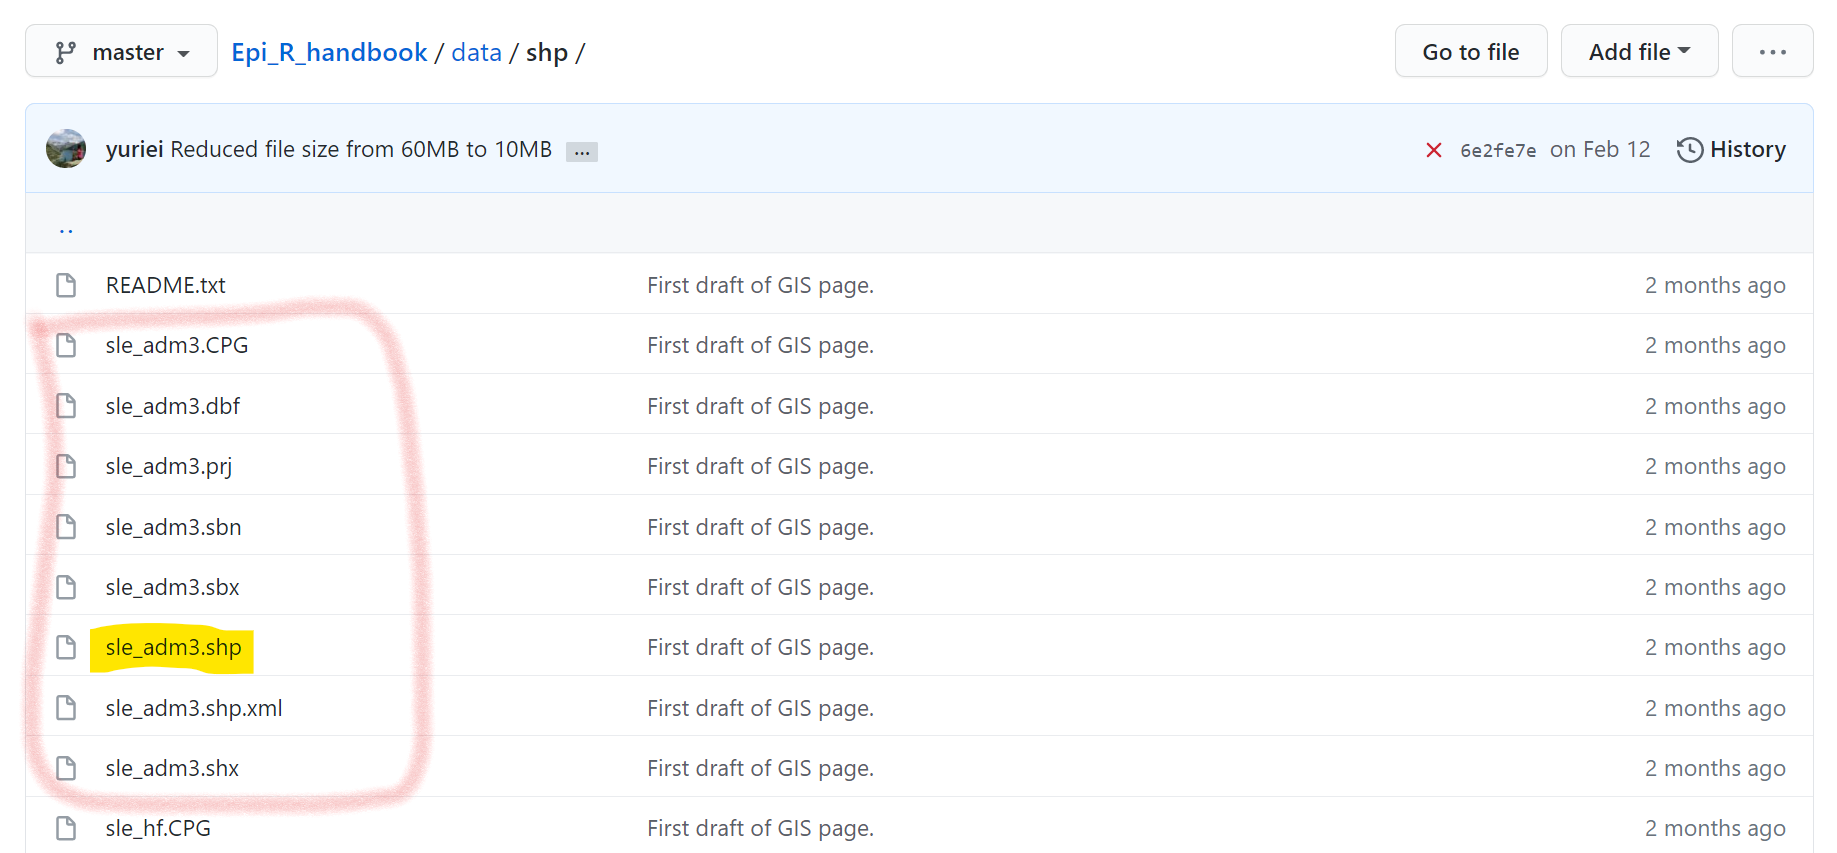 master Epi_R_handbook / data / shp / Go to file Add file ...
yuriei Reduced file size from 60MB to 10MB ... 6e2fe7e on Feb 12 History
..
README.txt First draft of GIS page. 2 months ago
sle_adm3.CPG First draft of GIS page. 2 months ago
sle_adm3.dbf First draft of GIS page. 2 months ago
sle_adm3.prj First draft of GIS page. 2 months ago
sle_adm3.sbn First draft of GIS page. 2 months ago
sle_adm3.sbx First draft of GIS page. 2 months ago
sle_adm3.shp First draft of GIS page. 2 months ago
sle_adm3.shp.xml First draft of GIS page. 2 months ago
sle_adm3.shx First draft of GIS page. 2 months ago
sle_hf.CPG First draft of GIS page. 2 months ago